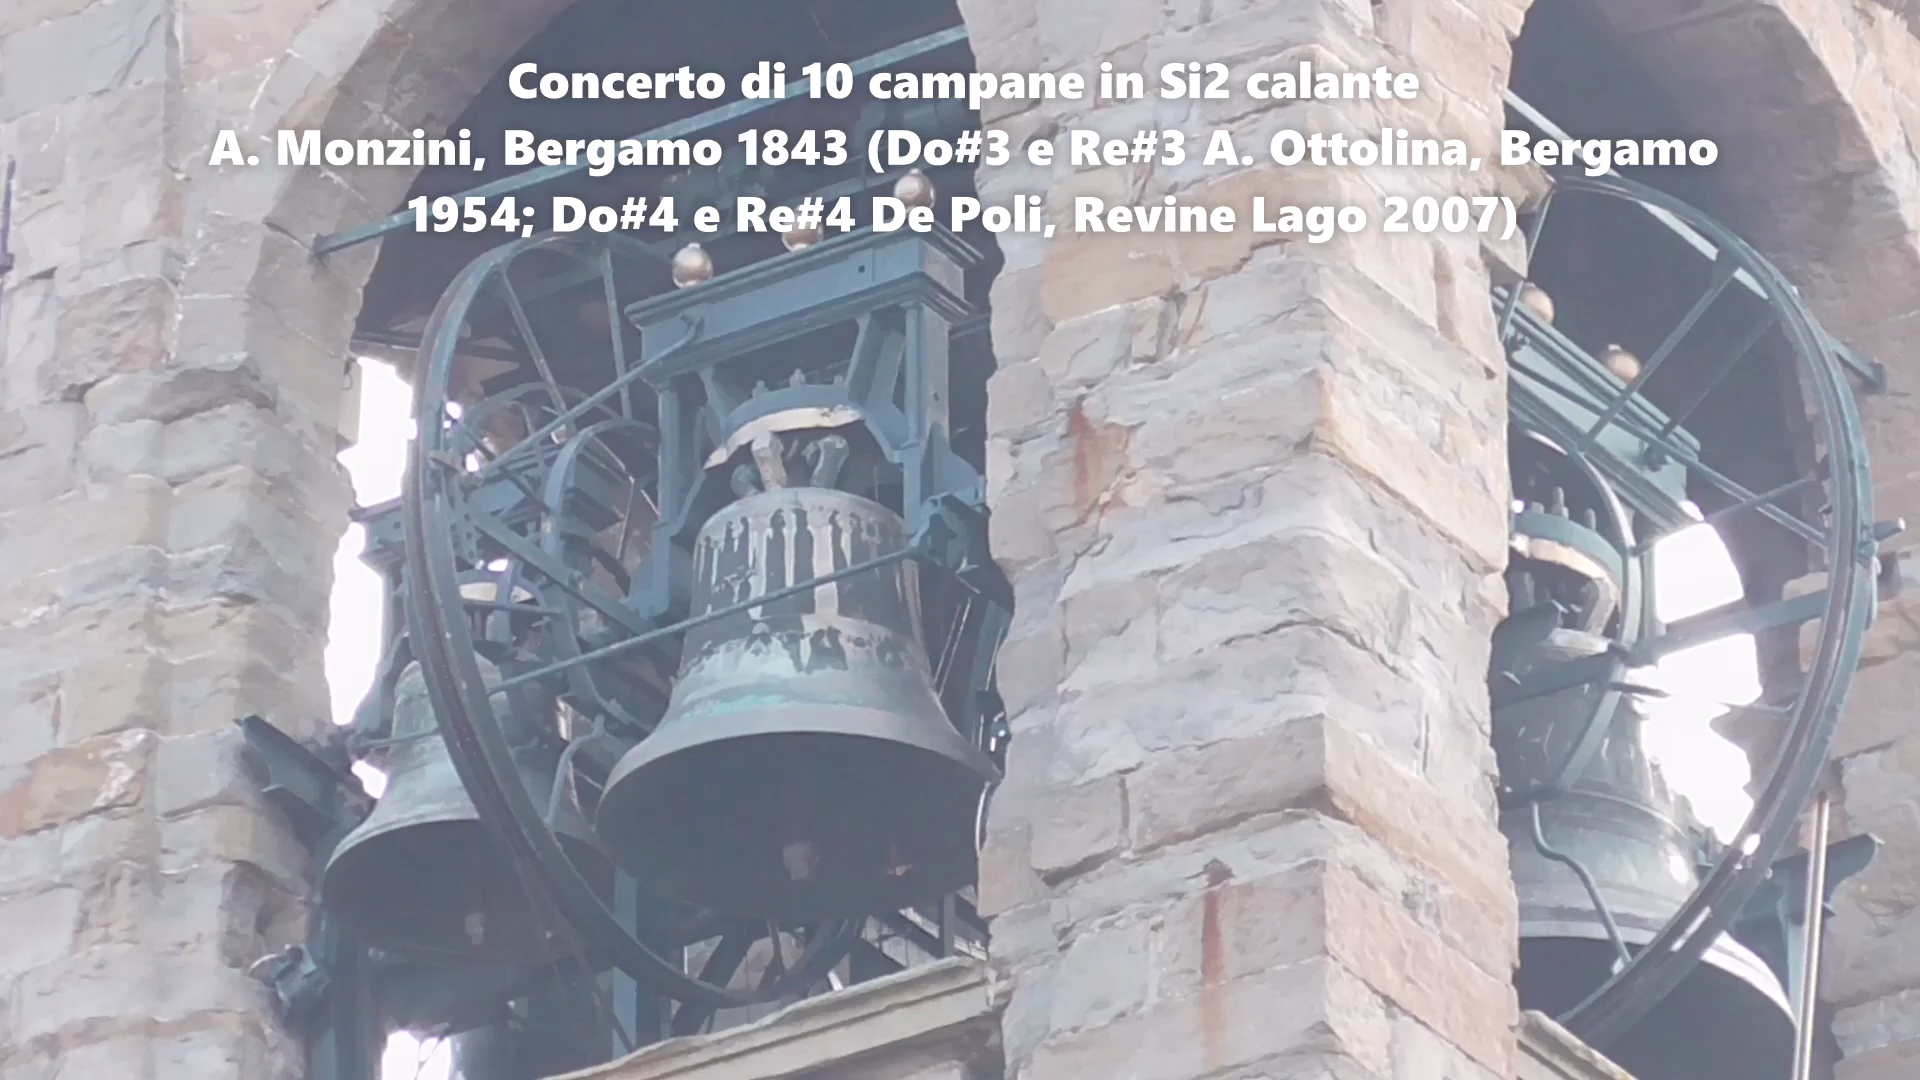 Concerto di 10 campane in Si2 calante
A. Monzini, Bergamo 1843 (Do#3 e Re#3 A. Ottolina, Bergamo
1954; Do#4 e Re#4 De Poli, Revine Lago 2007)